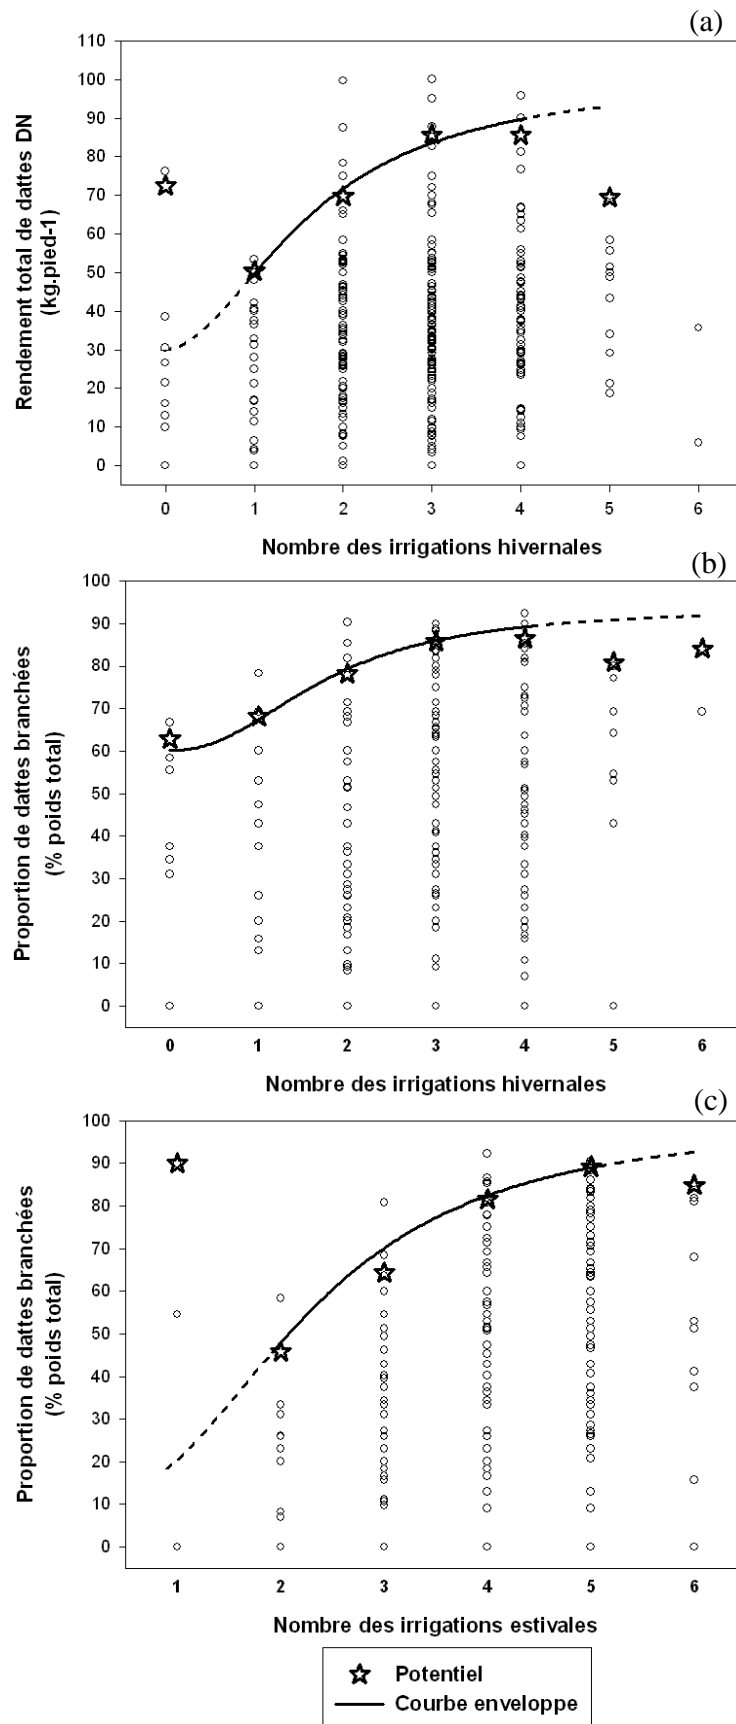 (a)
110
100
90
80
70
60
50
40
30
20
10
0
Rendement total de dattes DN
(kg.pied-1)
0 1 2 3 4 5 6
Nombre des irrigations hivernales
(b)
100
90
80
70
60
50
40
30
20
10
0
Proportion de dattes branchées
(% poids total)
0 1 2 3 4 5 6
Nombre des irrigations hivernales
(c)
100
90
80
70
60
50
40
30
20
10
0
Proportion de dattes branchées
(% poids total)
1 2 3 4 5 6
Nombre des irrigations estivales
Potentiel
Courbe enveloppe